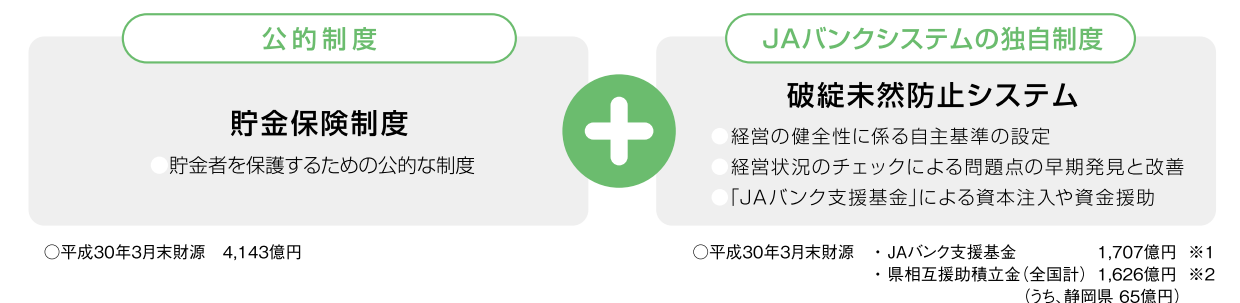 公的制度
貯金保険制度
●貯金者を保護するための公的な制度
○平成30年3月末財源 4,143億円
JAバンクシステムの独自制度
破綻未然防止システム
●経営の健全性に係る自主基準の設定
●経営状況のチェックによる問題点の早期発見と改善
●「JAバンク支援基金」による資本注入や資金援助
○平成30年3月末財源 ・JAバンク支援基金 1,707億円 ※1
・県相互援助積立金(全国計) 1,626億円 ※2
(うち、静岡県 65億円)